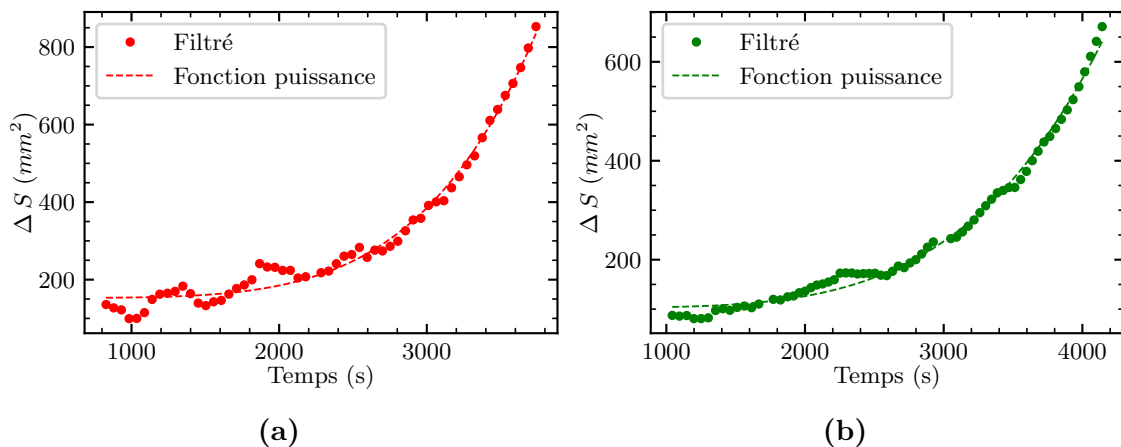 Filtré
Fonction puissance
800
600
400
200
Δ S (mm²)
1000
2000
3000
Temps (s)
(a)
Filtré
Fonction puissance
600
400
200
Δ S (mm²)
1000
2000
3000
4000
Temps (s)
(b)